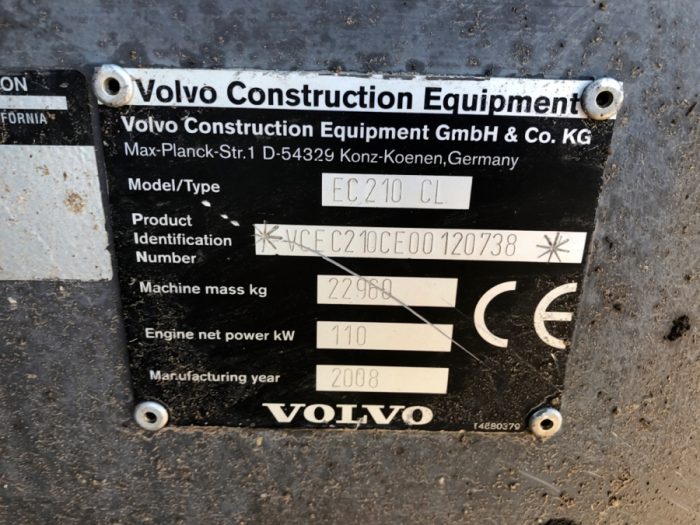 ON
FORNIA
Volvo Construction Equipment
Volvo Construction Equipment GmbH & Co. KG
Max-Planck-Str.1 D-54329 Konz-Koenen,Germany
Model/Type EC210 CL
Product
Identification
Number
*VCEC210CE00120738*
Machine mass kg 22960
Engine net power kW 110
Manufacturing year 2008
CE
VOLVO
14880379